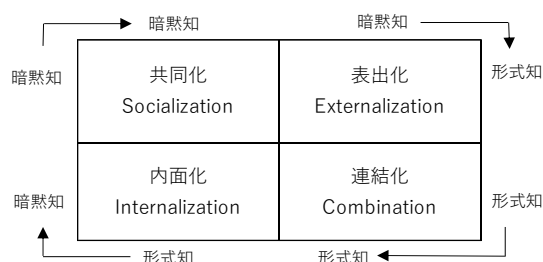 暗黙知
暗黙知
暗黙知
形式知
共同化
Socialization
表出化
Externalization
内面化
Internalization
連結化
Combination
暗黙知
形式知
形式知
形式知